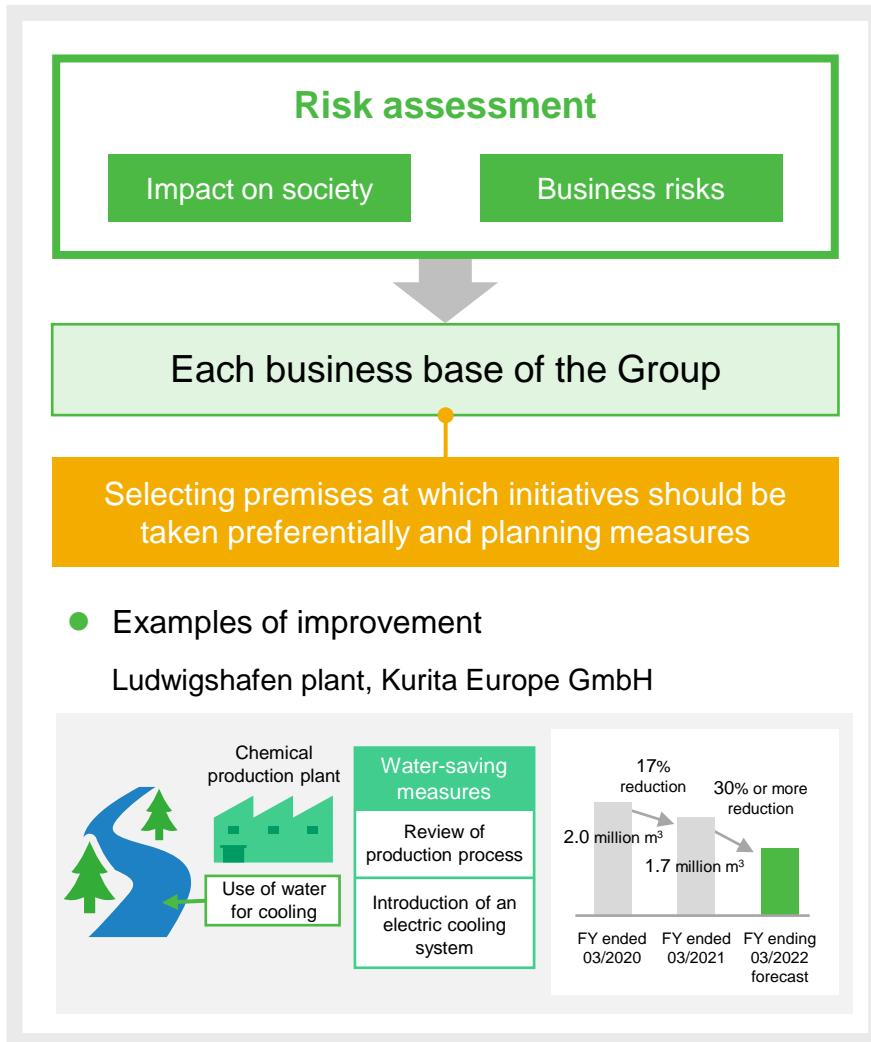 Risk assessment
Impact on society
Business risks
Each business base of the Group
Selecting premises at which initiatives should be
taken preferentially and planning measures
Examples of improvement
Ludwigshafen plant, Kurita Europe GmbH
Chemical
production plant
Use of water
for cooling
Water-saving
measures
Review of
production process
Introduction of an
electric cooling
system
17%
reduction
30% or more
reduction
2.0 million m³
1.7 million m³
FY ended
03/2020
FY ended
03/2021
FY ending
03/2022
forecast